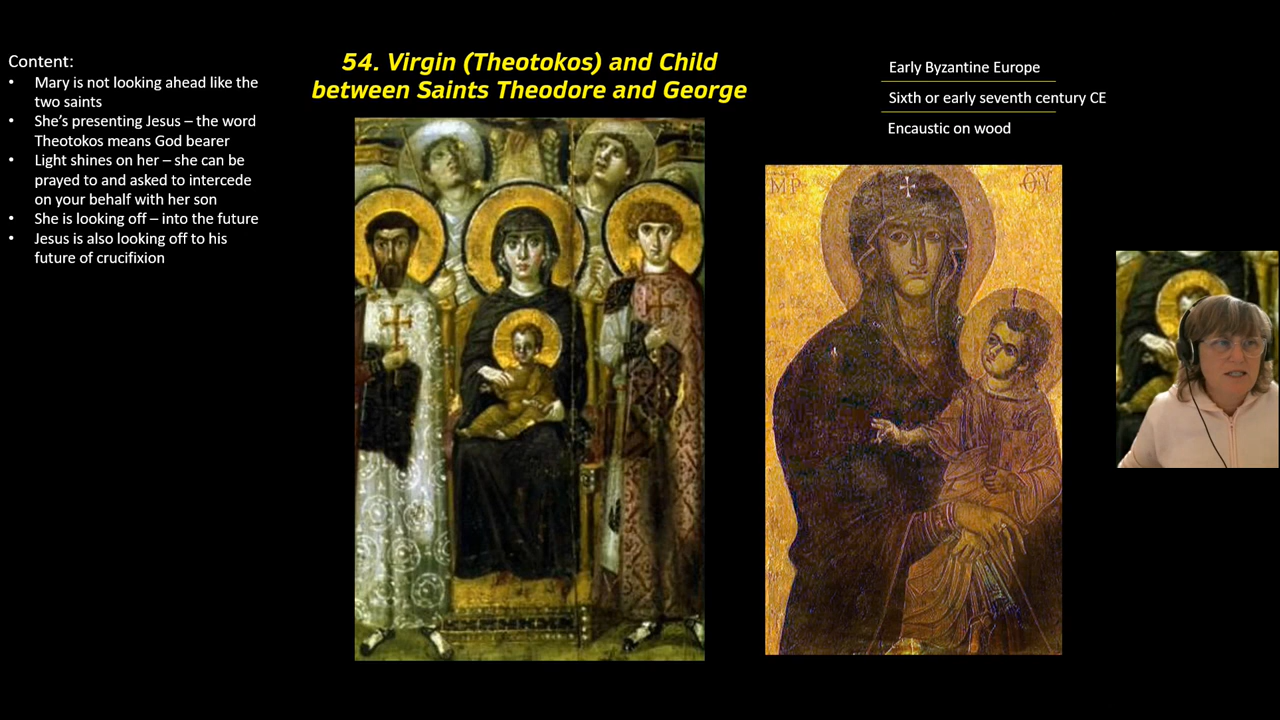 Content:
• Mary is not looking ahead like the
two saints
• She's presenting Jesus – the word
Theotokos means God bearer
• Light shines on her – she can be
prayed to and asked to intercede
on your behalf with her son
• She is looking off – into the future
• Jesus is also looking off to his
future of crucifixion
54. Virgin (Theotokos) and Child
between Saints Theodore and George
Early Byzantine Europe
Sixth or early seventh century CE
Encaustic on wood
ΜΡ ΘΥ